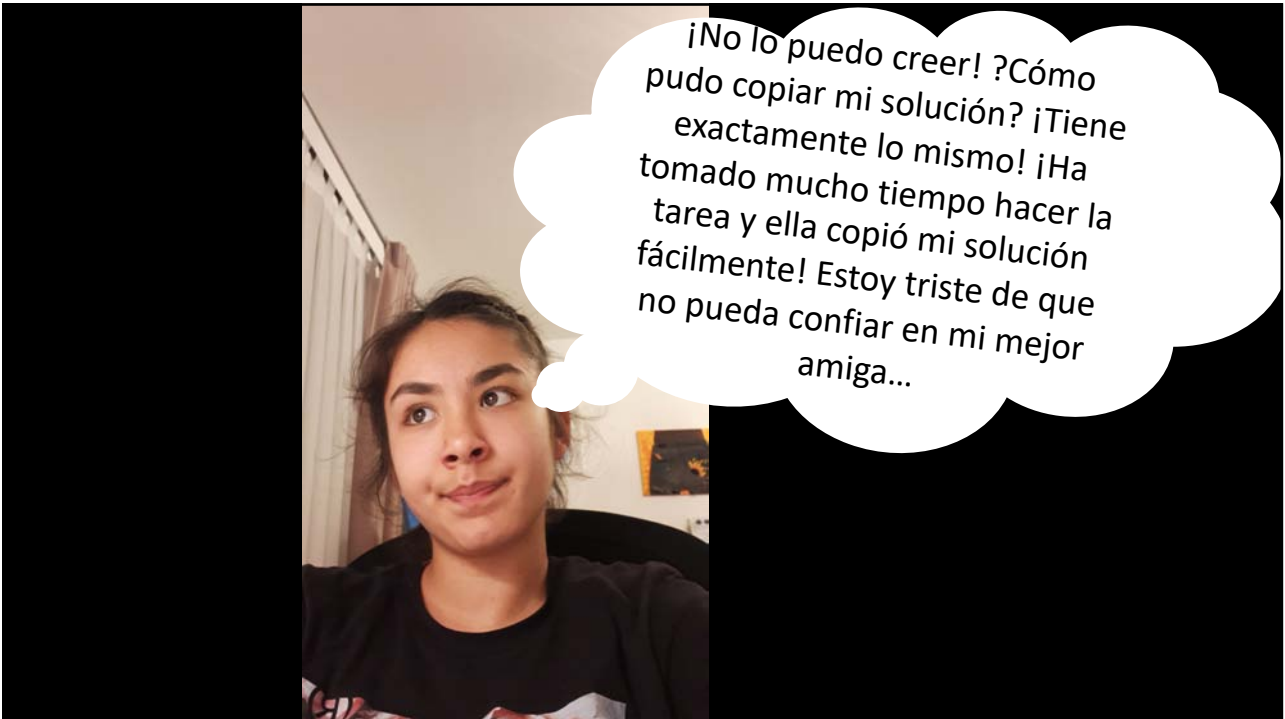 ¡No lo puedo creer! ?Cómo
pudo copiar mi solución? ¡Tiene
exactamente lo mismo! ¡Ha
tomado mucho tiempo hacer la
tarea y ella copió mi solución
fácilmente! Estoy triste de que
no pueda confiar en mi mejor
amiga...